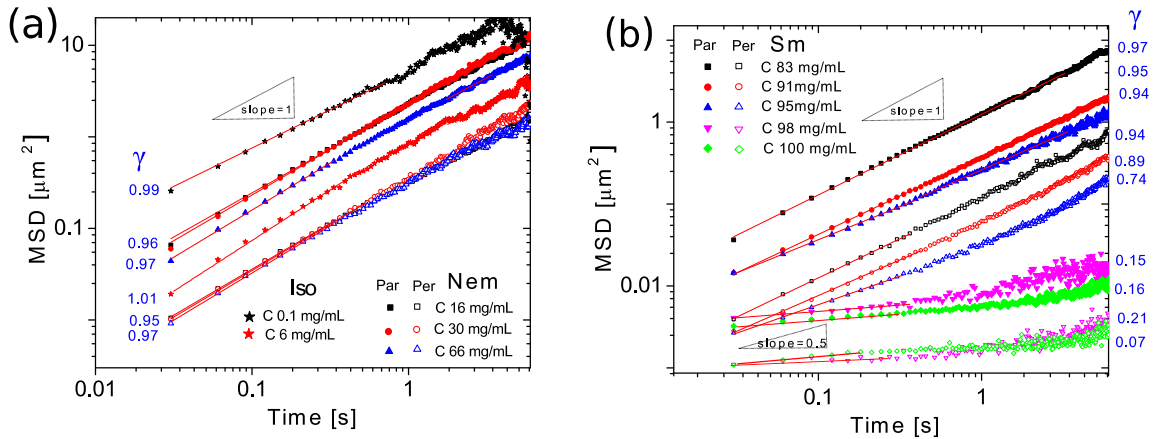 (a)
MSD [μm²]
10
1
0.1
γ
0.99
0.96
0.97
1.01
0.95
0.97
slope=1
Iso
C 0.1 mg/mL
C 6 mg/mL
Par Per Nem
C 16 mg/mL
C 30 mg/mL
C 66 mg/mL
0.01 0.1 1
Time [s]
(b)
MSD [μm²]
1
0.1
0.01
Par Per Sm
C 83 mg/mL
C 91mg/mL
C 95mg/mL
C 98 mg/mL
C 100 mg/mL
slope=1
slope=0.5
γ
0.97
0.95
0.94
0.94
0.89
0.74
0.15
0.16
0.21
0.07
0.1 1
Time [s]